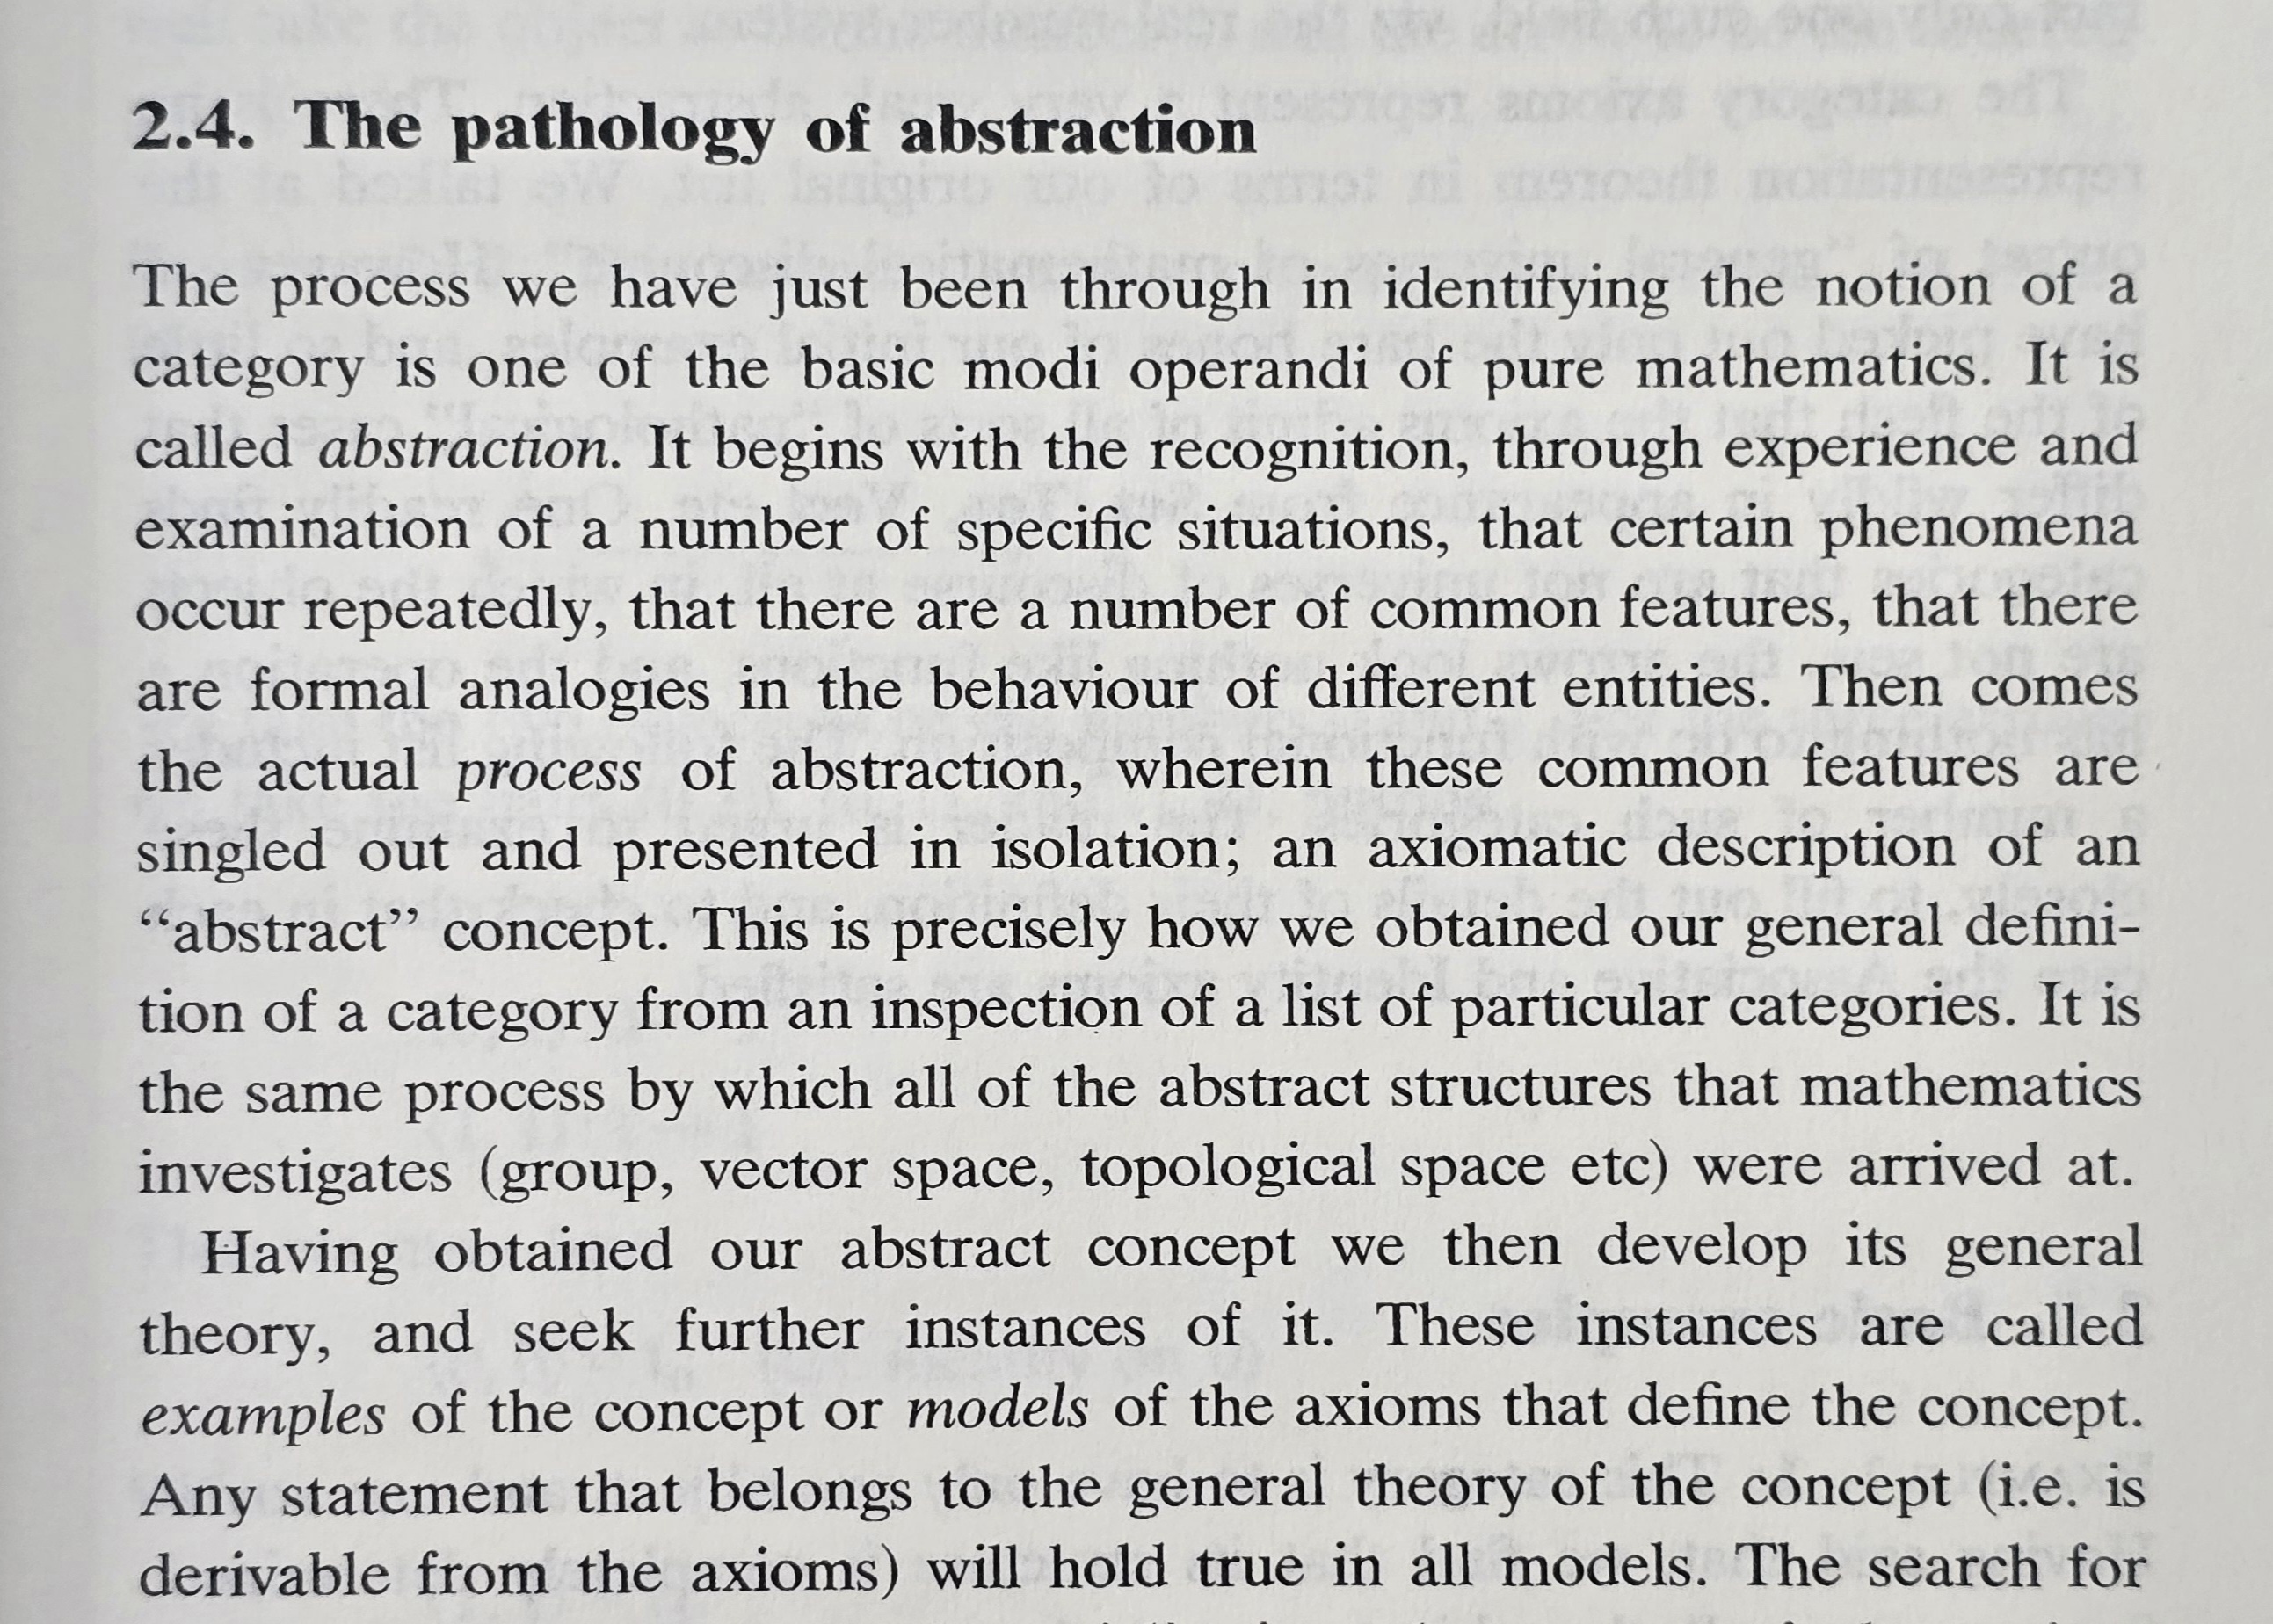 2.4. The pathology of abstraction
The process we have just been through in identifying the notion of a
category is one of the basic modi operandi of pure mathematics. It is
called abstraction. It begins with the recognition, through experience and
examination of a number of specific situations, that certain phenomena
occur repeatedly, that there are a number of common features, that there
are formal analogies in the behaviour of different entities. Then comes
the actual process of abstraction, wherein these common features are
singled out and presented in isolation; an axiomatic description of an
“abstract” concept. This is precisely how we obtained our general defini-
tion of a category from an inspection of a list of particular categories. It is
the same process by which all of the abstract structures that mathematics
investigates (group, vector space, topological space etc) were arrived at.
Having obtained our abstract concept we then develop its general
theory, and seek further instances of it. These instances are called
examples of the concept or models of the axioms that define the concept.
Any statement that belongs to the general theory of the concept (i.e. is
derivable from the axioms) will hold true in all models. The search for